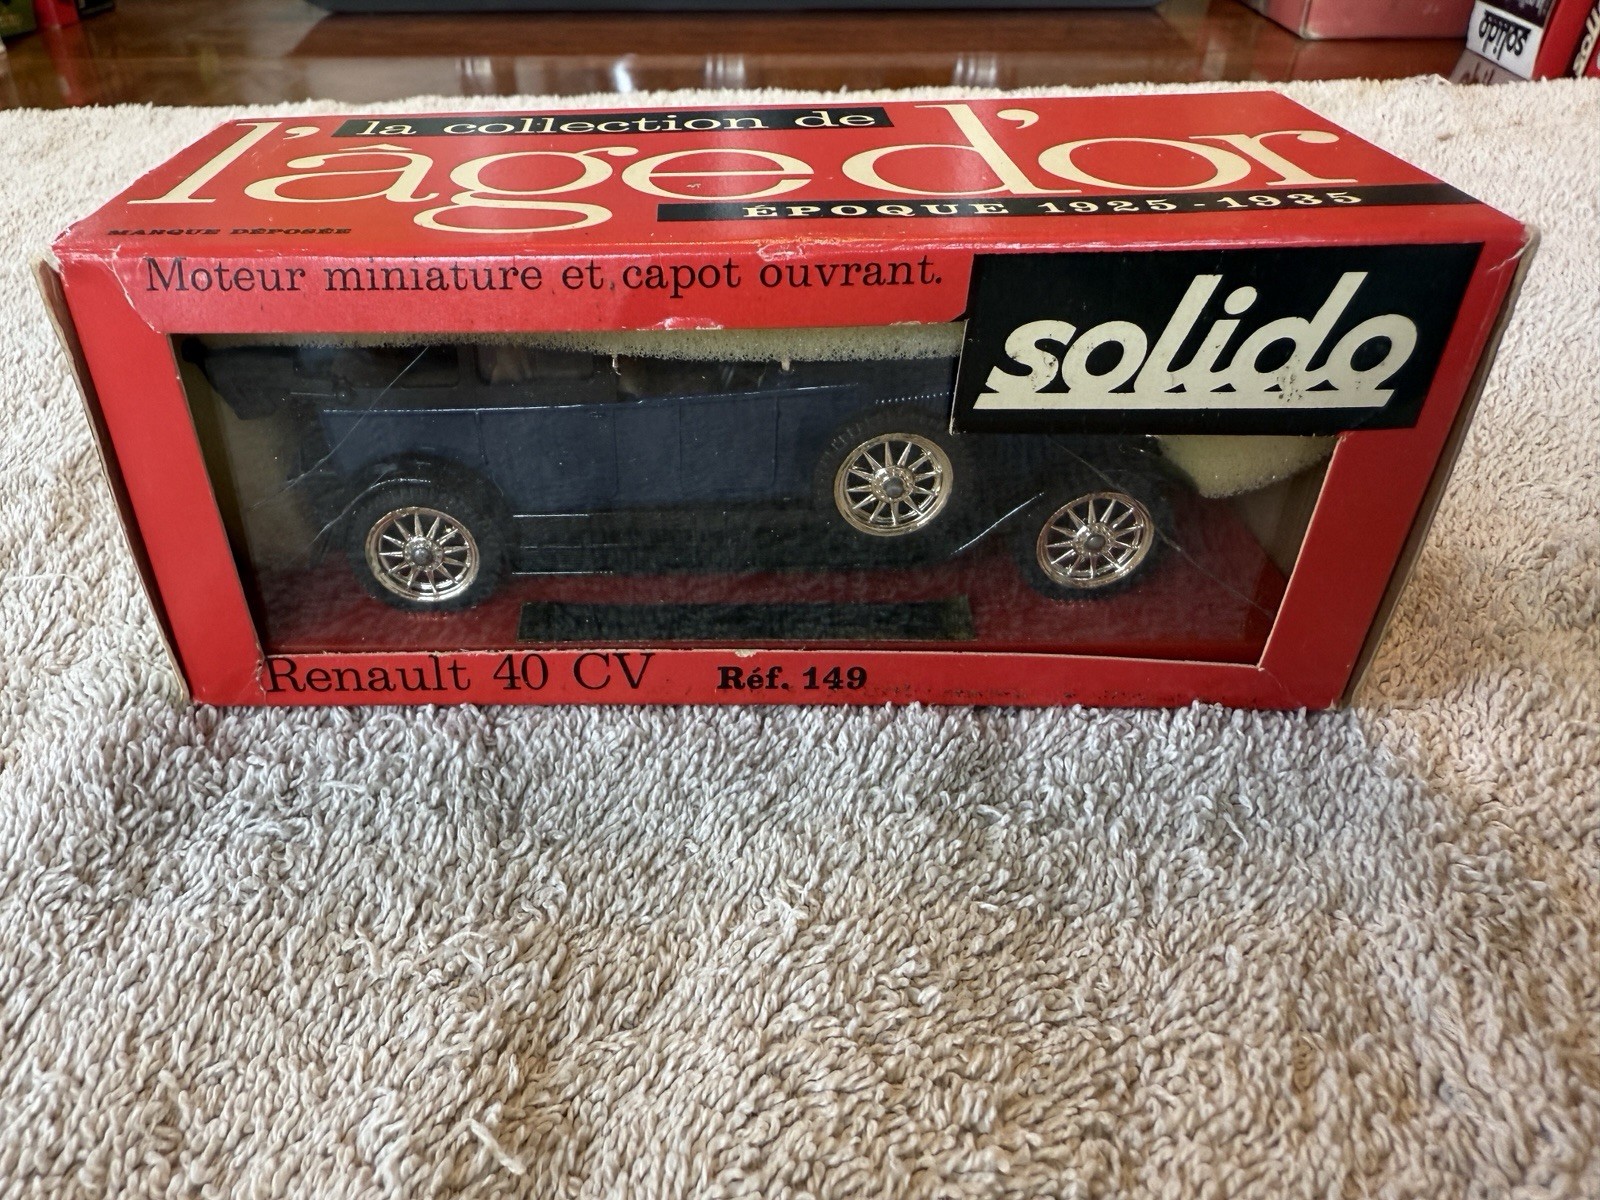 la collection de
l'âge d'or
ÉPOQUE 1925-1935
MARQUE DÉPOSÉE
Moteur miniature et capot ouvrant.
solido
Renault 40 CV Réf. 149
solido